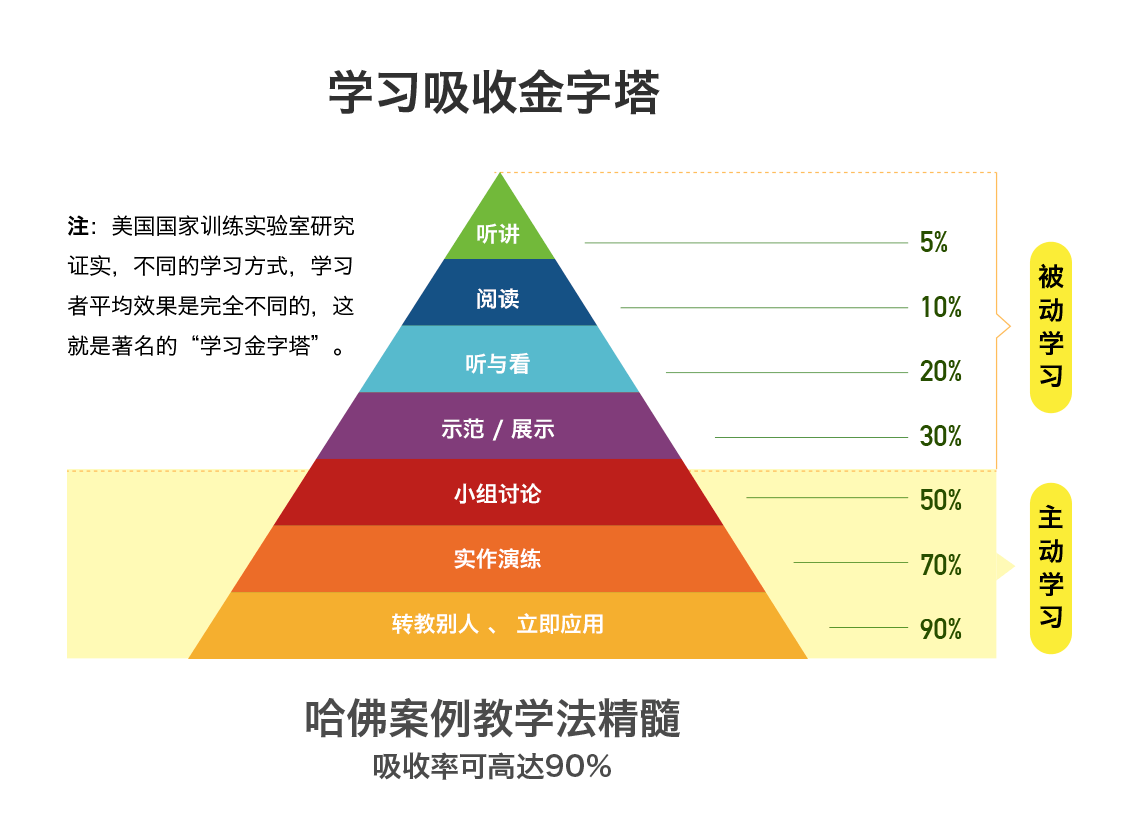 学习吸收金字塔
注：美国国家训练实验室研究
证实，不同的学习方式，学习
者平均效果是完全不同的，这
就是著名的“学习金字塔”。
听讲
5%
阅读
10%
听与看
20%
示范 / 展示
30%
被动学习
小组讨论
50%
实作演练
70%
转教别人 、 立即应用
90%
主动学习
哈佛案例教学法精髓
吸收率可高达90%